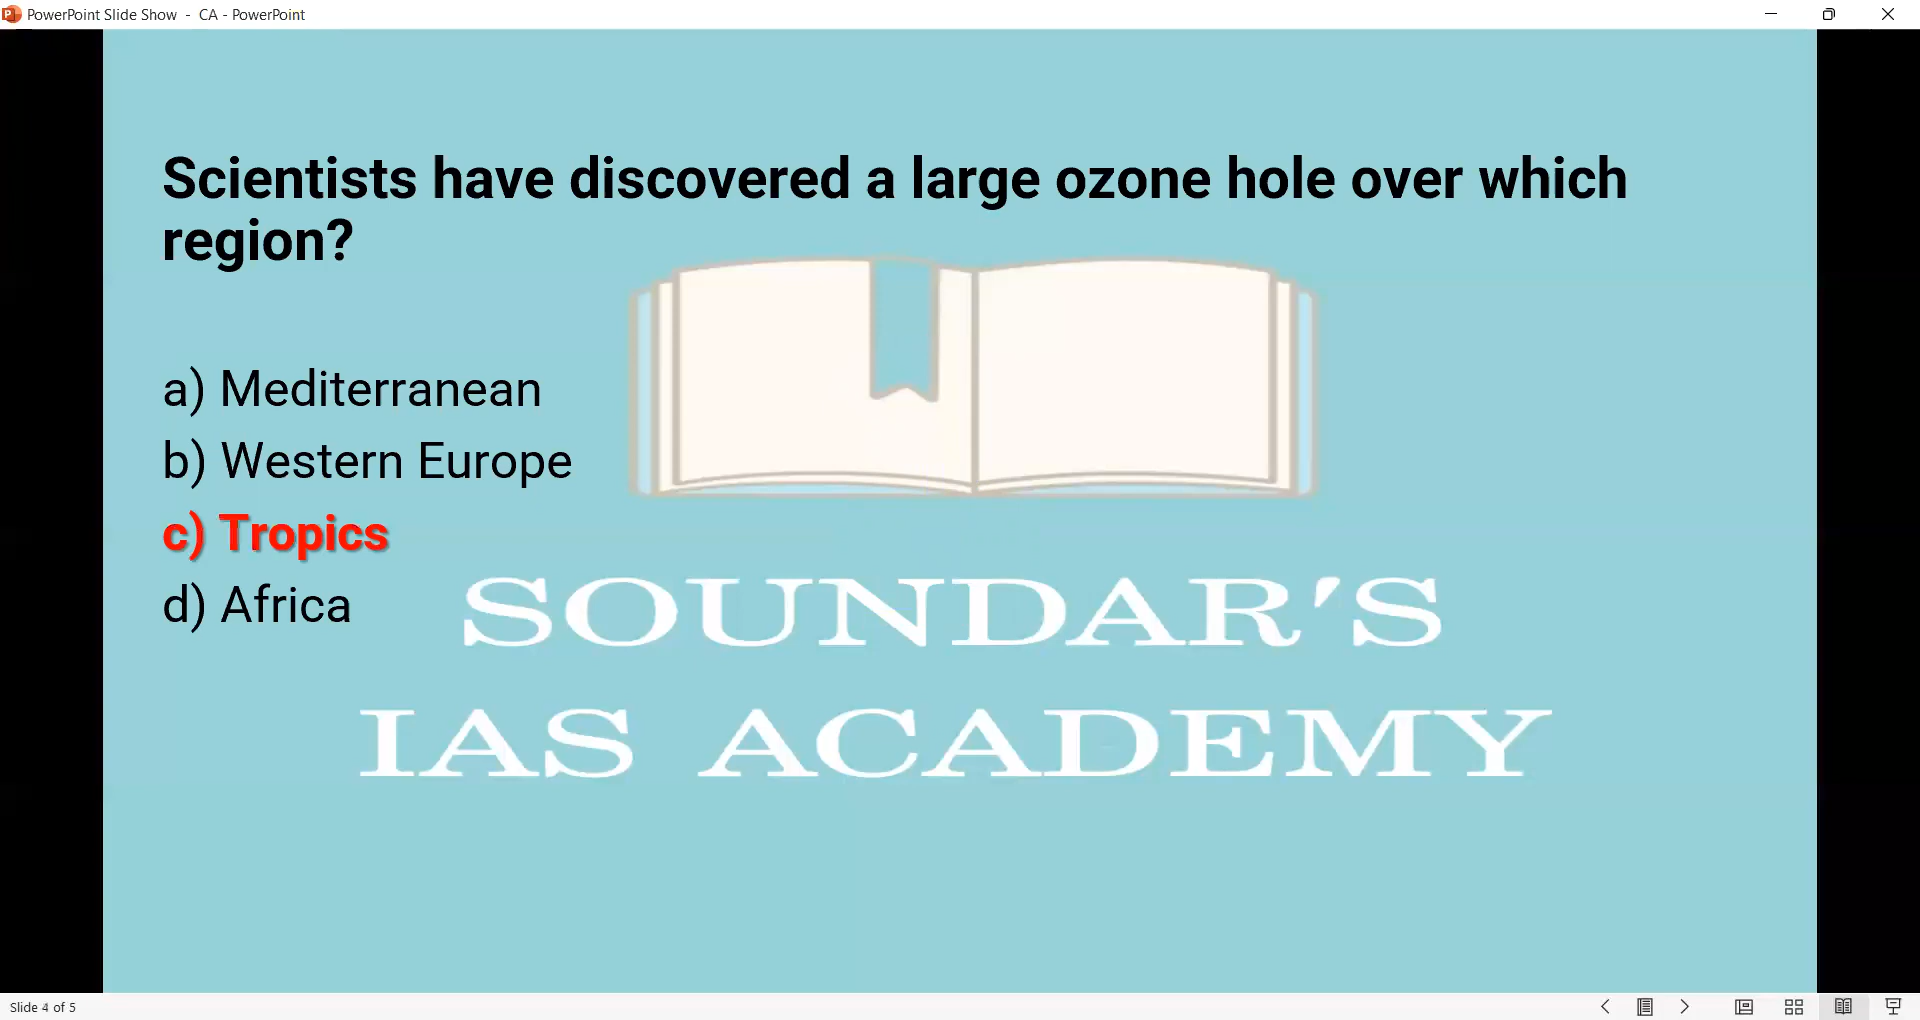 PowerPoint Slide Show - CA - PowerPoint
Scientists have discovered a large ozone hole over which
region?
a) Mediterranean
b) Western Europe
c) Tropics
d) Africa
SOUNDAR'S
IAS ACADEMY
Slide 4 of 5